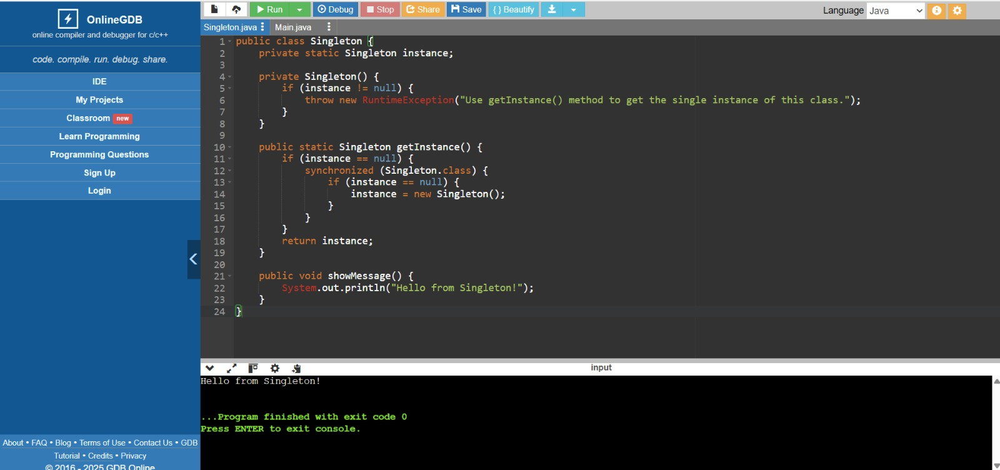 OnlineGDB
online compiler and debugger for c/c++
code. compile. run. debug. share.
IDE
My Projects
Classroom new
Learn Programming
Programming Questions
Sign Up
Login
About • FAQ • Blog • Terms of Use • Contact Us • GDB
Tutorial • Credits • Privacy
© 2016 - 2025 GDB Online
Run Debug Stop Share Save { } Beautify Language Java
Singleton.java Main.java
1 public class Singleton {
2     private static Singleton instance;
3
4     private Singleton() {
5         if (instance != null) {
6             throw new RuntimeException("Use getInstance() method to get the single instance of this class.");
7         }
8     }
9
10     public static Singleton getInstance() {
11         if (instance == null) {
12             synchronized (Singleton.class) {
13                 if (instance == null) {
14                     instance = new Singleton();
15                 }
16             }
17         }
18         return instance;
19     }
20
21     public void showMessage() {
22         System.out.println("Hello from Singleton!");
23     }
24 }
input
Hello from Singleton!
...Program finished with exit code 0
Press ENTER to exit console.